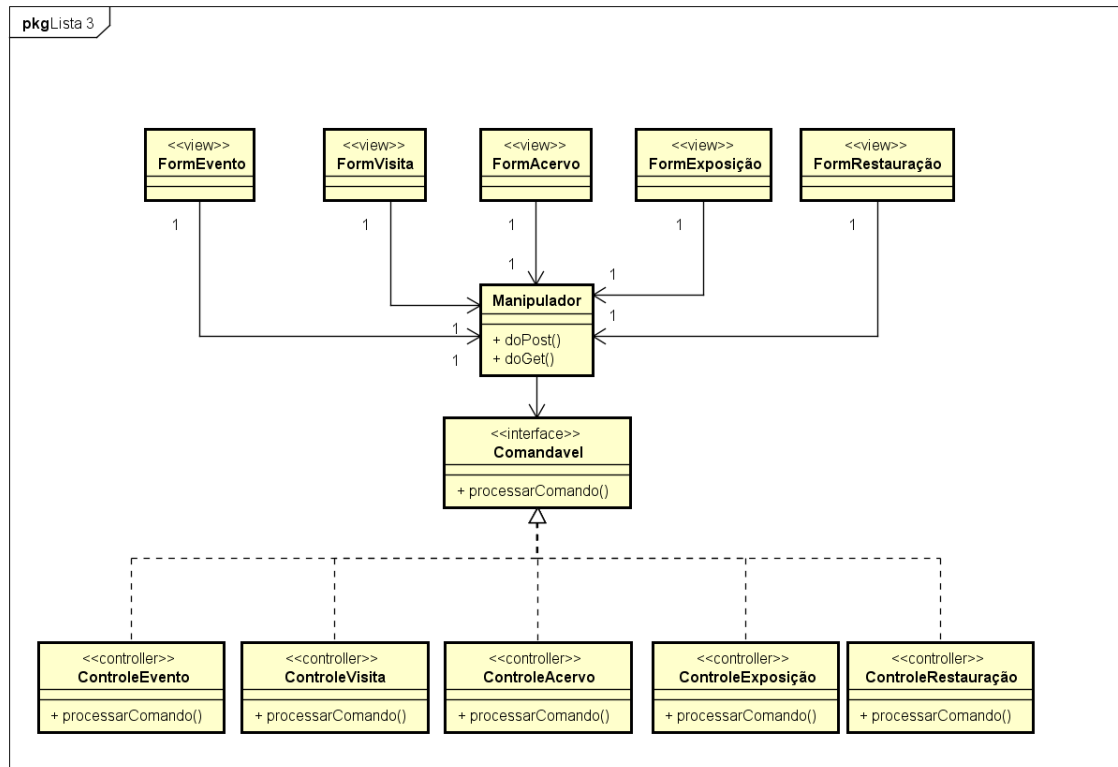 pkgLista 3
<<view>>
FormEvento
<<view>>
FormVisita
<<view>>
FormAcervo
<<view>>
FormExposição
<<view>>
FormRestauração
1
1
1
1
1
1
1
1
1
1
Manipulador
+ doPost()
+ doGet()
<<interface>>
Comandavel
+ processarComando()
<<controller>>
ControleEvento
+ processarComando()
<<controller>>
ControleVisita
+ processarComando()
<<controller>>
ControleAcervo
+ processarComando()
<<controller>>
ControleExposição
+ processarComando()
<<controller>>
ControleRestauração
+ processarComando()